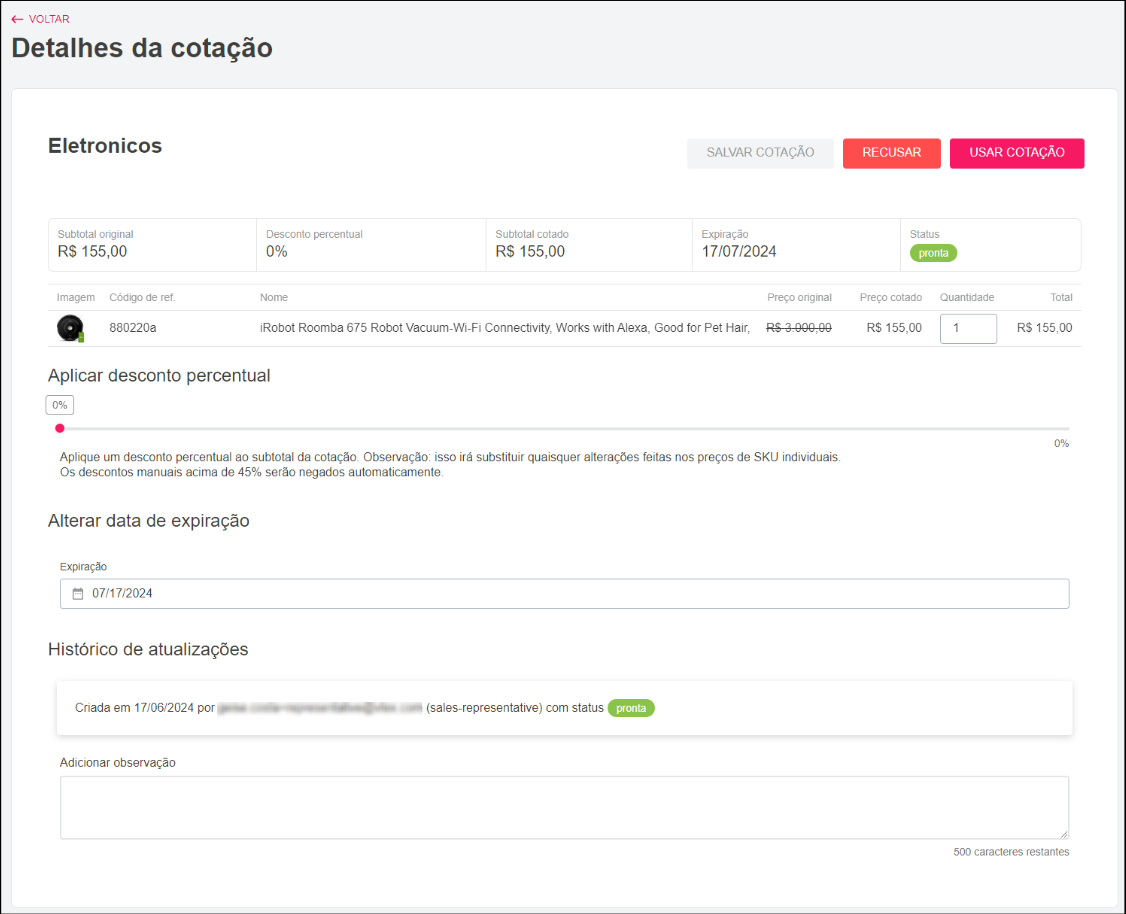 ← VOLTAR
Detalhes da cotação
Eletronicos
SALVAR COTAÇÃO RECUSAR USAR COTAÇÃO
Subtotal original Desconto percentual Subtotal cotado Expiração Status
R$ 155,00 0% R$ 155,00 17/07/2024 pronta
Imagem Código de ref. Nome Preço original Preço cotado Quantidade Total
880220a iRobot Roomba 675 Robot Vacuum-Wi-Fi Connectivity, Works with Alexa, Good for Pet Hair, R$ 3.000,00 R$ 155,00 1 R$ 155,00
Aplicar desconto percentual
0%
0%
Aplique um desconto percentual ao subtotal da cotação. Observação: isso irá substituir quaisquer alterações feitas nos preços de SKU individuais.
Os descontos manuais acima de 45% serão negados automaticamente.
Alterar data de expiração
Expiração
07/17/2024
Histórico de atualizações
Criada em 17/06/2024 por (sales-representative) com status pronta
Adicionar observação
500 caracteres restantes